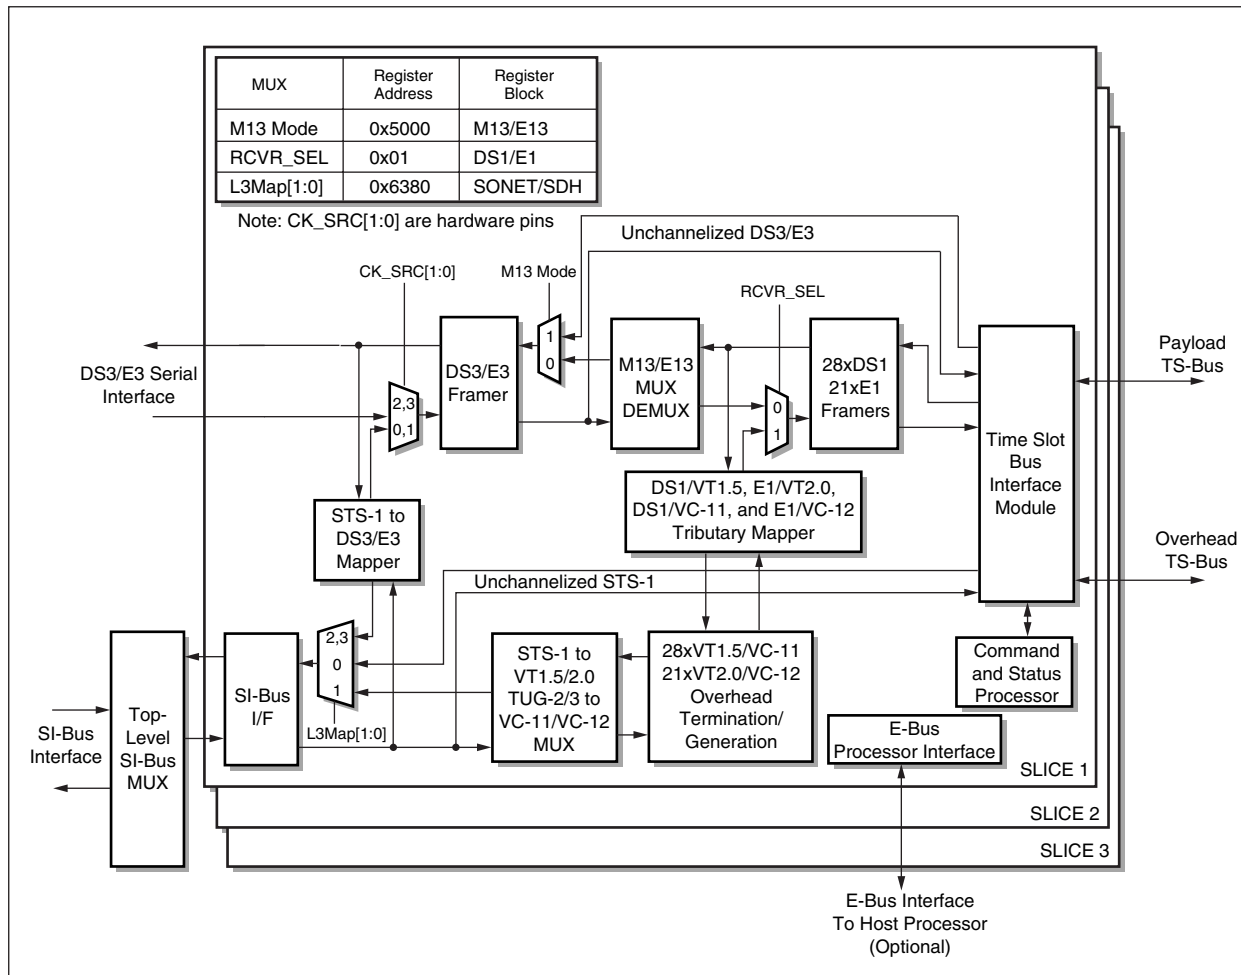 MUX Register Address Register Block
M13 Mode 0x5000 M13/E13
RCVR_SEL 0x01 DS1/E1
L3Map[1:0] 0x6380 SONET/SDH
Note: CK_SRC[1:0] are hardware pins
Unchannelized DS3/E3
CK_SRC[1:0]
M13 Mode
RCVR_SEL
DS3/E3 Serial
Interface
2,3
0,1
DS3/E3
Framer
1
0
M13/E13
MUX
DEMUX
0
1
28xDS1
21xE1
Framers
Time Slot
Bus
Interface
Module
Payload
TS-Bus
Overhead
TS-Bus
STS-1 to
DS3/E3
Mapper
DS1/VT1.5, E1/VT2.0,
DS1/VC-11, and E1/VC-12
Tributary Mapper
Unchannelized STS-1
SI-Bus
Interface
Top-
Level
SI-Bus
MUX
SI-Bus
I/F
2,3
0
1
L3Map[1:0]
STS-1 to
VT1.5/2.0
TUG-2/3 to
VC-11/VC-12
MUX
28xVT1.5/VC-11
21xVT2.0/VC-12
Overhead
Termination/
Generation
Command
and Status
Processor
E-Bus
Processor Interface
SLICE 1
SLICE 2
SLICE 3
E-Bus Interface
To Host Processor
(Optional)